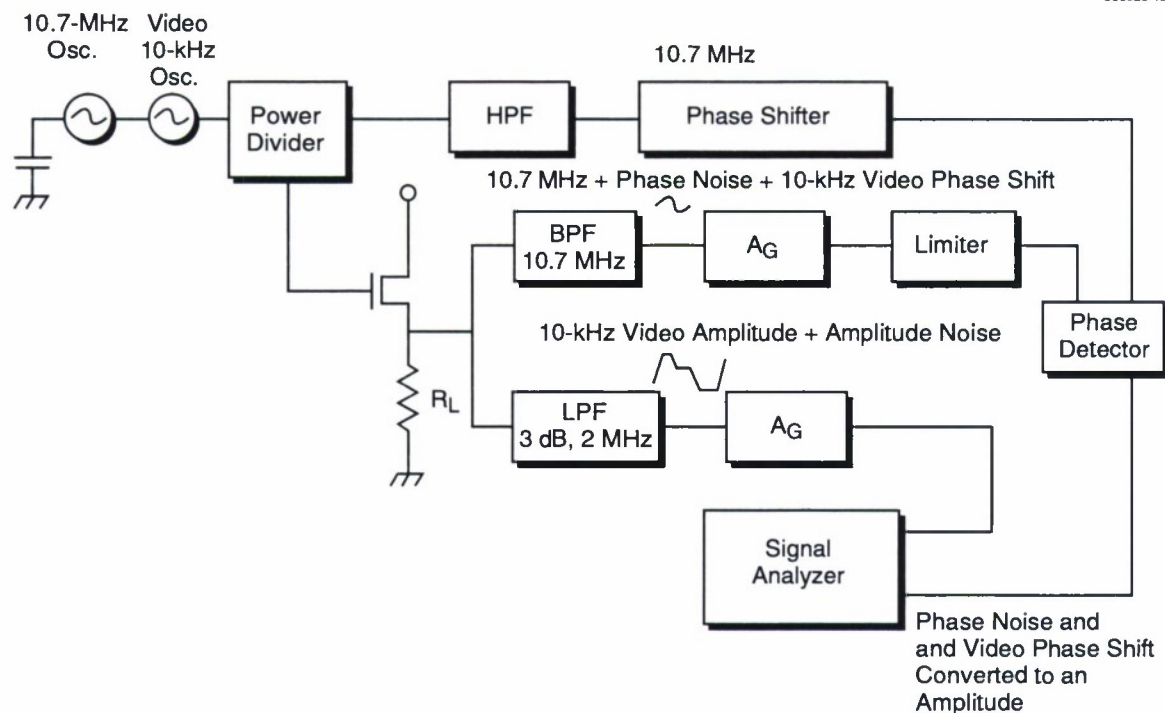 10.7-MHz
Osc.
Video
10-kHz
Osc.
Power
Divider
HPF
10.7 MHz
Phase Shifter
10.7 MHz + Phase Noise + 10-kHz Video Phase Shift
BPF
10.7 MHz
AG
Limiter
Phase
Detector
10-kHz Video Amplitude + Amplitude Noise
RL
LPF
3 dB, 2 MHz
AG
Signal
Analyzer
Phase Noise and
and Video Phase Shift
Converted to an
Amplitude